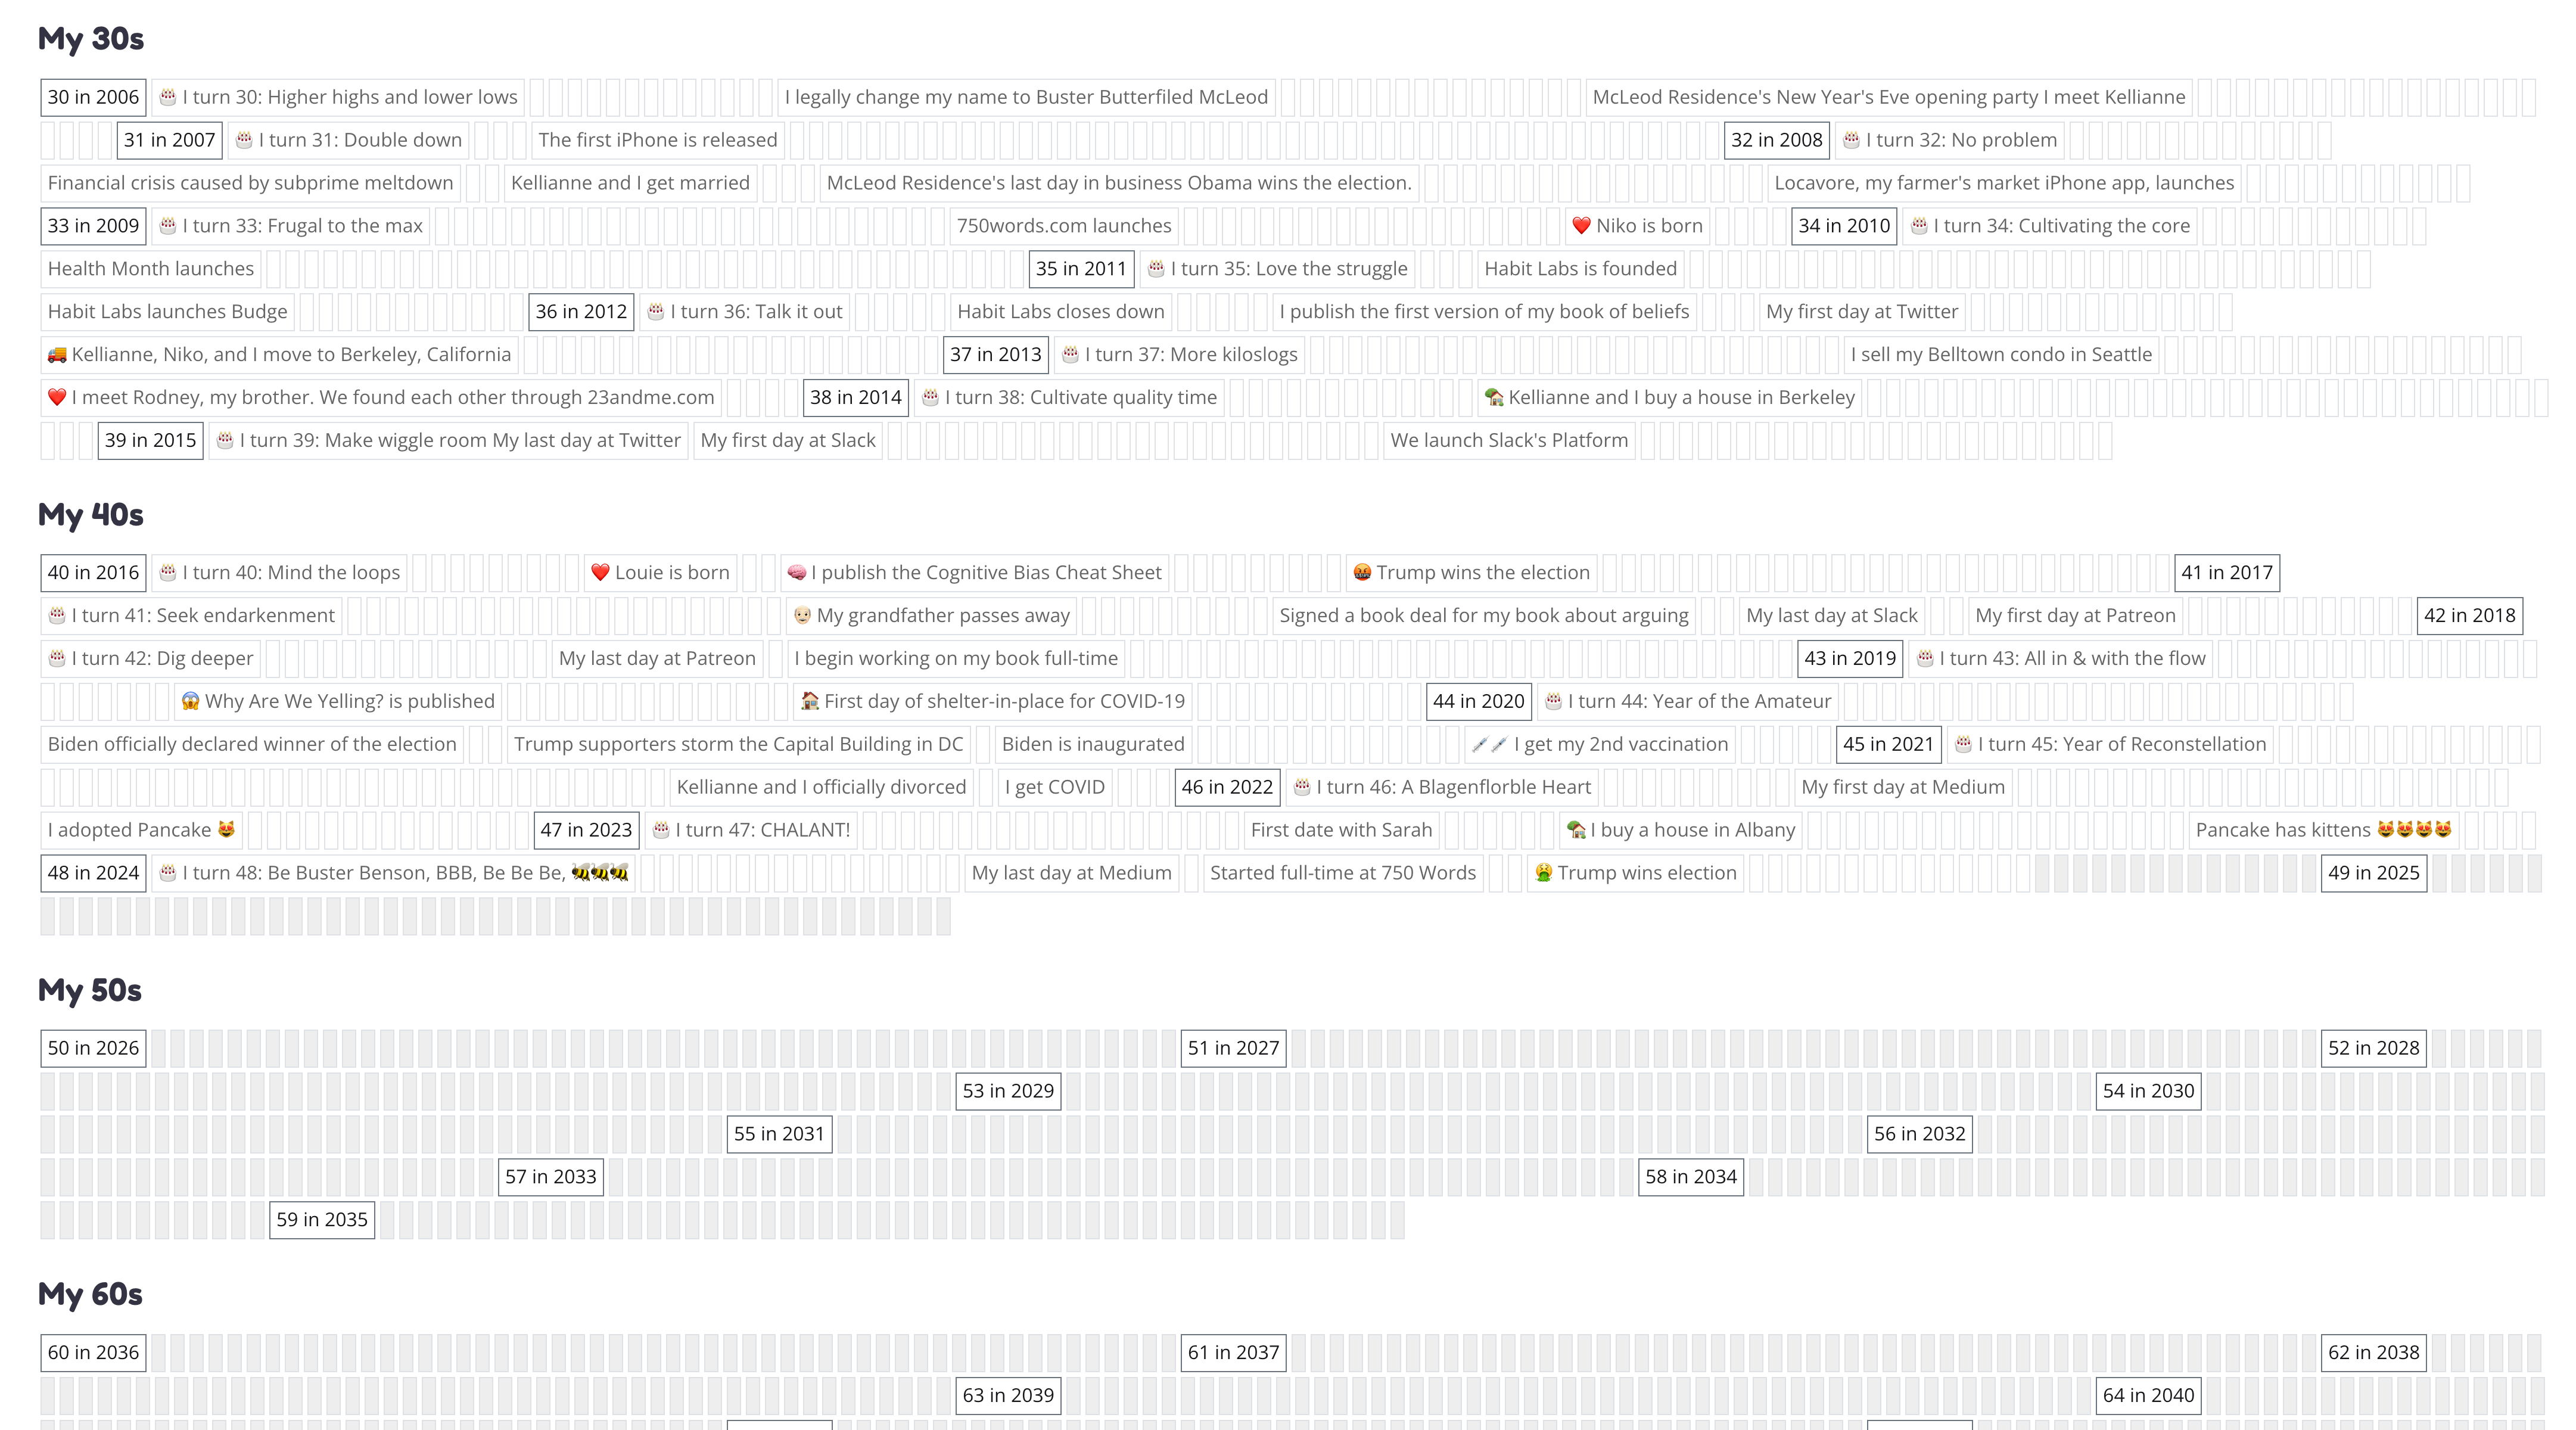 My 30s
30 in 2006 🎂 I turn 30: Higher highs and lower lows I legally change my name to Buster Butterfiled McLeod McLeod Residence's New Year's Eve opening party I meet Kellianne
31 in 2007 🎂 I turn 31: Double down The first iPhone is released 32 in 2008 🎂 I turn 32: No problem
Financial crisis caused by subprime meltdown Kellianne and I get married McLeod Residence's last day in business Obama wins the election. Locavore, my farmer's market iPhone app, launches
33 in 2009 🎂 I turn 33: Frugal to the max 750words.com launches ❤️ Niko is born 34 in 2010 🎂 I turn 34: Cultivating the core
Health Month launches 35 in 2011 🎂 I turn 35: Love the struggle Habit Labs is founded
Habit Labs launches Budge 36 in 2012 🎂 I turn 36: Talk it out Habit Labs closes down I publish the first version of my book of beliefs My first day at Twitter
🚚 Kellianne, Niko, and I move to Berkeley, California 37 in 2013 🎂 I turn 37: More kiloslogs I sell my Belltown condo in Seattle
❤️ I meet Rodney, my brother. We found each other through 23andme.com 38 in 2014 🎂 I turn 38: Cultivate quality time 🏡 Kellianne and I buy a house in Berkeley
39 in 2015 🎂 I turn 39: Make wiggle room My last day at Twitter My first day at Slack We launch Slack's Platform
My 40s
40 in 2016 🎂 I turn 40: Mind the loops ❤️ Louie is born 🧠 I publish the Cognitive Bias Cheat Sheet 🤬 Trump wins the election 41 in 2017
🎂 I turn 41: Seek endarkenment 👴🏻 My grandfather passes away Signed a book deal for my book about arguing My last day at Slack My first day at Patreon 42 in 2018
🎂 I turn 42: Dig deeper My last day at Patreon I begin working on my book full-time 43 in 2019 🎂 I turn 43: All in & with the flow
😱 Why Are We Yelling? is published 🏠 First day of shelter-in-place for COVID-19 44 in 2020 🎂 I turn 44: Year of the Amateur
Biden officially declared winner of the election Trump supporters storm the Capital Building in DC Biden is inaugurated 💉💉 I get my 2nd vaccination 45 in 2021 🎂 I turn 45: Year of Reconstellation
Kellianne and I officially divorced I get COVID 46 in 2022 🎂 I turn 46: A Blagenflorble Heart My first day at Medium
I adopted Pancake 😻 47 in 2023 🎂 I turn 47: CHALANT! First date with Sarah 🏡 I buy a house in Albany Pancake has kittens 😻😻😻😻
48 in 2024 🎂 I turn 48: Be Buster Benson, BBB, Be Be Be, 🐝🐝🐝 My last day at Medium Started full-time at 750 Words 🤮 Trump wins election 49 in 2025
My 50s
50 in 2026 51 in 2027 52 in 2028
53 in 2029 54 in 2030
55 in 2031 56 in 2032
57 in 2033 58 in 2034
59 in 2035
My 60s
60 in 2036 61 in 2037 62 in 2038
63 in 2039 64 in 2040